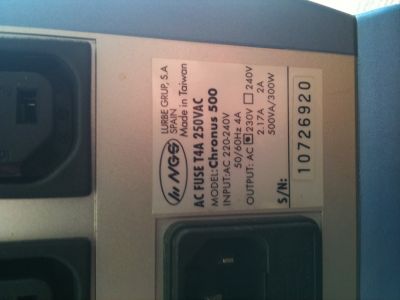 NGS
LURBE GRUP, S.A
SPAIN
Made in Taiwan
AC FUSE T4A 250VAC
MODEL:Chronus 500
INPUT:AC 220-240V
50/60Hz 4A
OUTPUT: AC 230V 240V
2.17A 2A
500VA/300W
S/N:
10726920